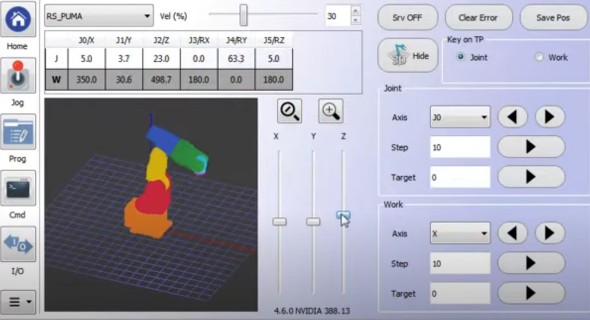 RS_PUMA Vel (%) 30 Srv OFF Clear Error Save Pos
Home
J0/X J1/Y J2/Z J3/RX J4/RY J5/RZ
J 5.0 3.7 23.0 0.0 63.3 5.0
W 350.0 30.6 498.7 180.0 0.0 180.0
3D Hide
Key on TP
Joint Work
Jog
Prog
Cmd
I/O
X Y Z
4.6.0 NVIDIA 388.13
Joint
Axis J0
Step 10
Target 0
Work
Axis X
Step 10
Target 0